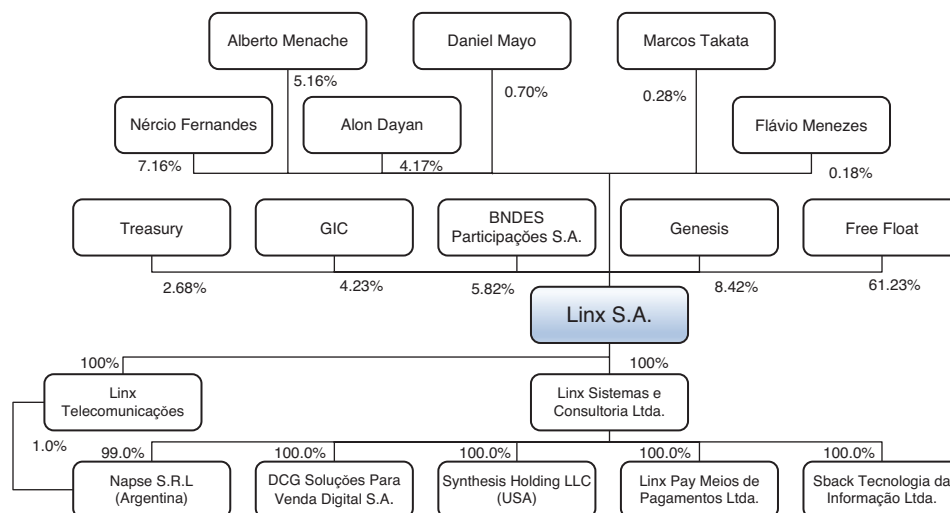 Alberto Menache
Daniel Mayo
Marcos Takata
5.16%
0.70%
0.28%
Nércio Fernandes
Alon Dayan
Flávio Menezes
7.16%
4.17%
0.18%
Treasury
GIC
BNDES
Participações S.A.
Genesis
Free Float
2.68%
4.23%
5.82%
8.42%
61.23%
Linx S.A.
100%
100%
Linx
Telecomunicações
Linx Sistemas e
Consultoria Ltda.
1.0%
99.0%
100.0%
100.0%
100.0%
100.0%
Napse S.R.L
(Argentina)
DCG Soluções Para
Venda Digital S.A.
Synthesis Holding LLC
(USA)
Linx Pay Meios de
Pagamentos Ltda.
Sback Tecnologia da
Informação Ltda.